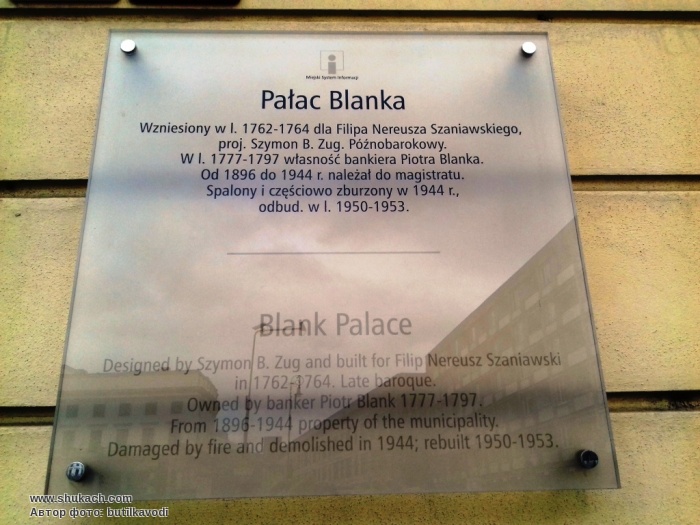 Miejski System Informacji
Pałac Blanka
Wzniesiony w l. 1762-1764 dla Filipa Nereusza Szaniawskiego,
proj. Szymon B. Zug. Późnobarokowy.
W l. 1777-1797 własność bankiera Piotra Blanka.
Od 1896 do 1944 r. należał do magistratu.
Spalony i częściowo zburzony w 1944 r.,
odbud. w l. 1950-1953.
Blank Palace
Designed by Szymon B. Zug and built for Filip Nereusz Szaniawski
in 1762-1764. Late baroque.
Owned by banker Piotr Blank 1777-1797.
From 1896-1944 property of the municipality.
Damaged by fire and demolished in 1944; rebuilt 1950-1953.
www.shukach.com
Автор фото: butilkavodi